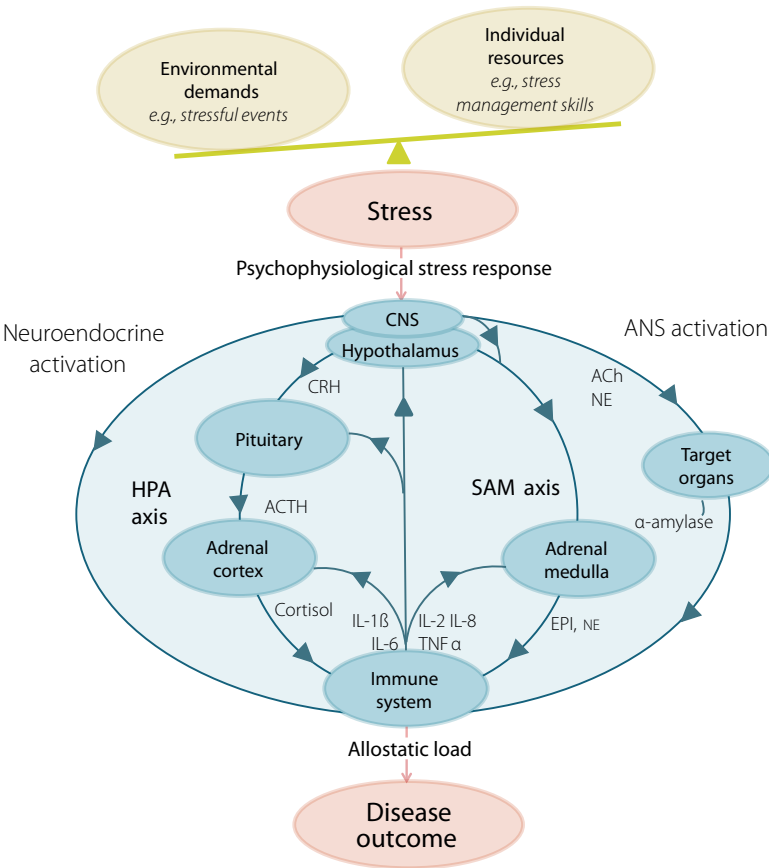 Environmental
demands
e.g., stressful events
Individual
resources
e.g., stress
management skills
Stress
Psychophysiological stress response
Neuroendocrine
activation
ANS activation
CNS
Hypothalamus
CRH
ACh
NE
Pituitary
Target
organs
HPA
axis
SAM axis
ACTH
α-amylase
Adrenal
cortex
Adrenal
medulla
Cortisol
IL-1ß
IL-6
IL-2 IL-8
TNF α
EPI, NE
Immune
system
Allostatic load
Disease
outcome